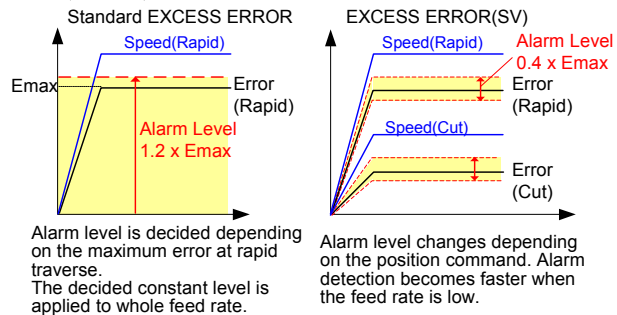 Standard EXCESS ERROR
Speed(Rapid)
Emax
Error
(Rapid)
Alarm Level
1.2 x Emax
Alarm level is decided depending
on the maximum error at rapid
traverse.
The decided constant level is
applied to whole feed rate.
EXCESS ERROR(SV)
Speed(Rapid)
Alarm Level
0.4 x Emax
Error
(Rapid)
Speed(Cut)
Error
(Cut)
Alarm level changes depending
on the position command. Alarm
detection becomes faster when
the feed rate is low.